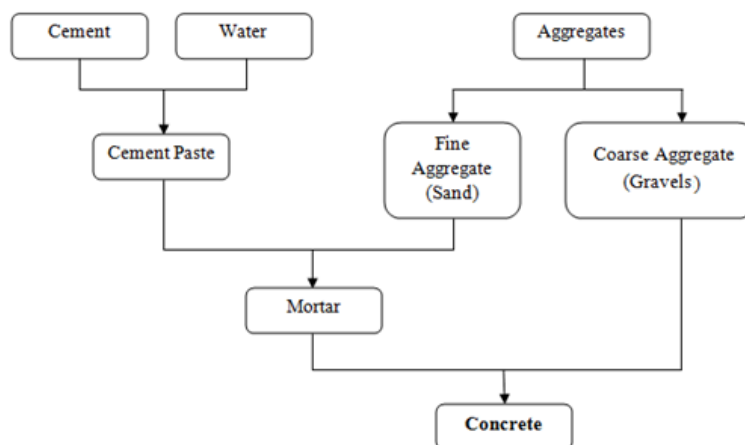 Cement
Water
Aggregates
Cement Paste
Fine
Aggregate
(Sand)
Coarse Aggregate
(Gravels)
Mortar
Concrete